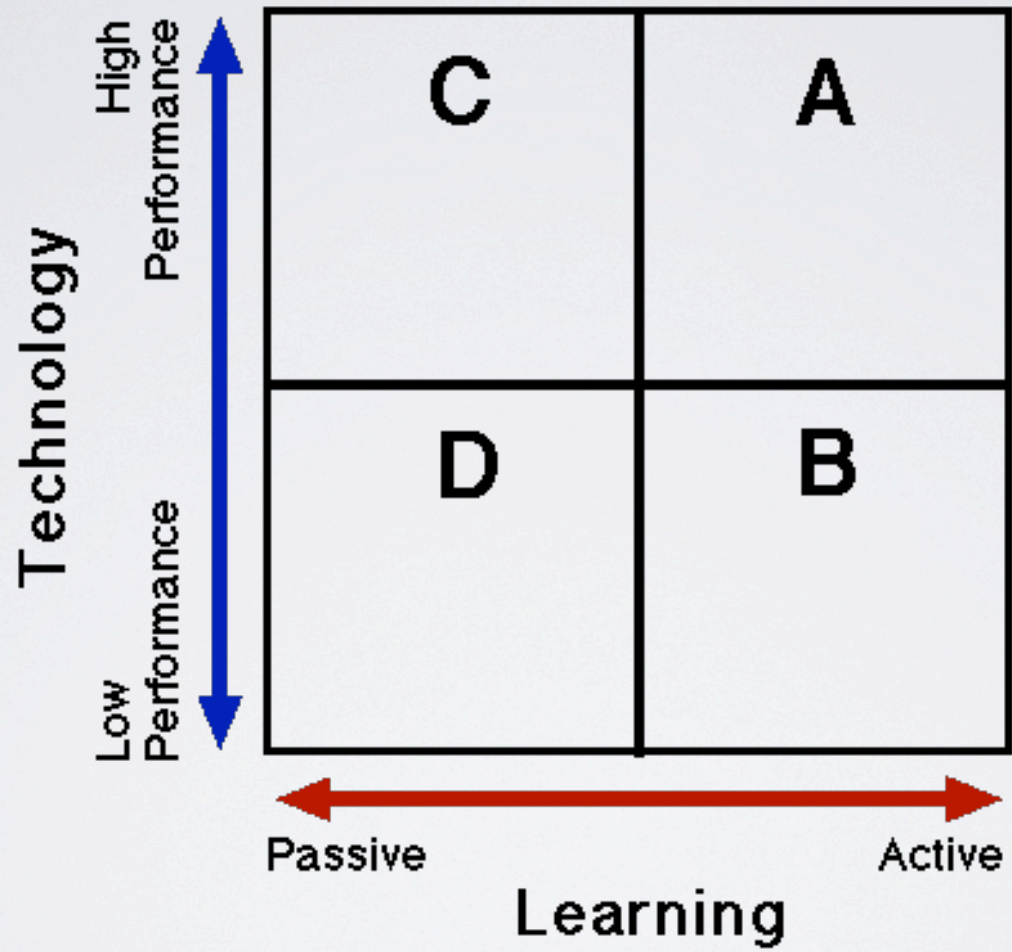 Technology
High
Performance
Low
Performance
C
A
D
B
Passive
Active
Learning